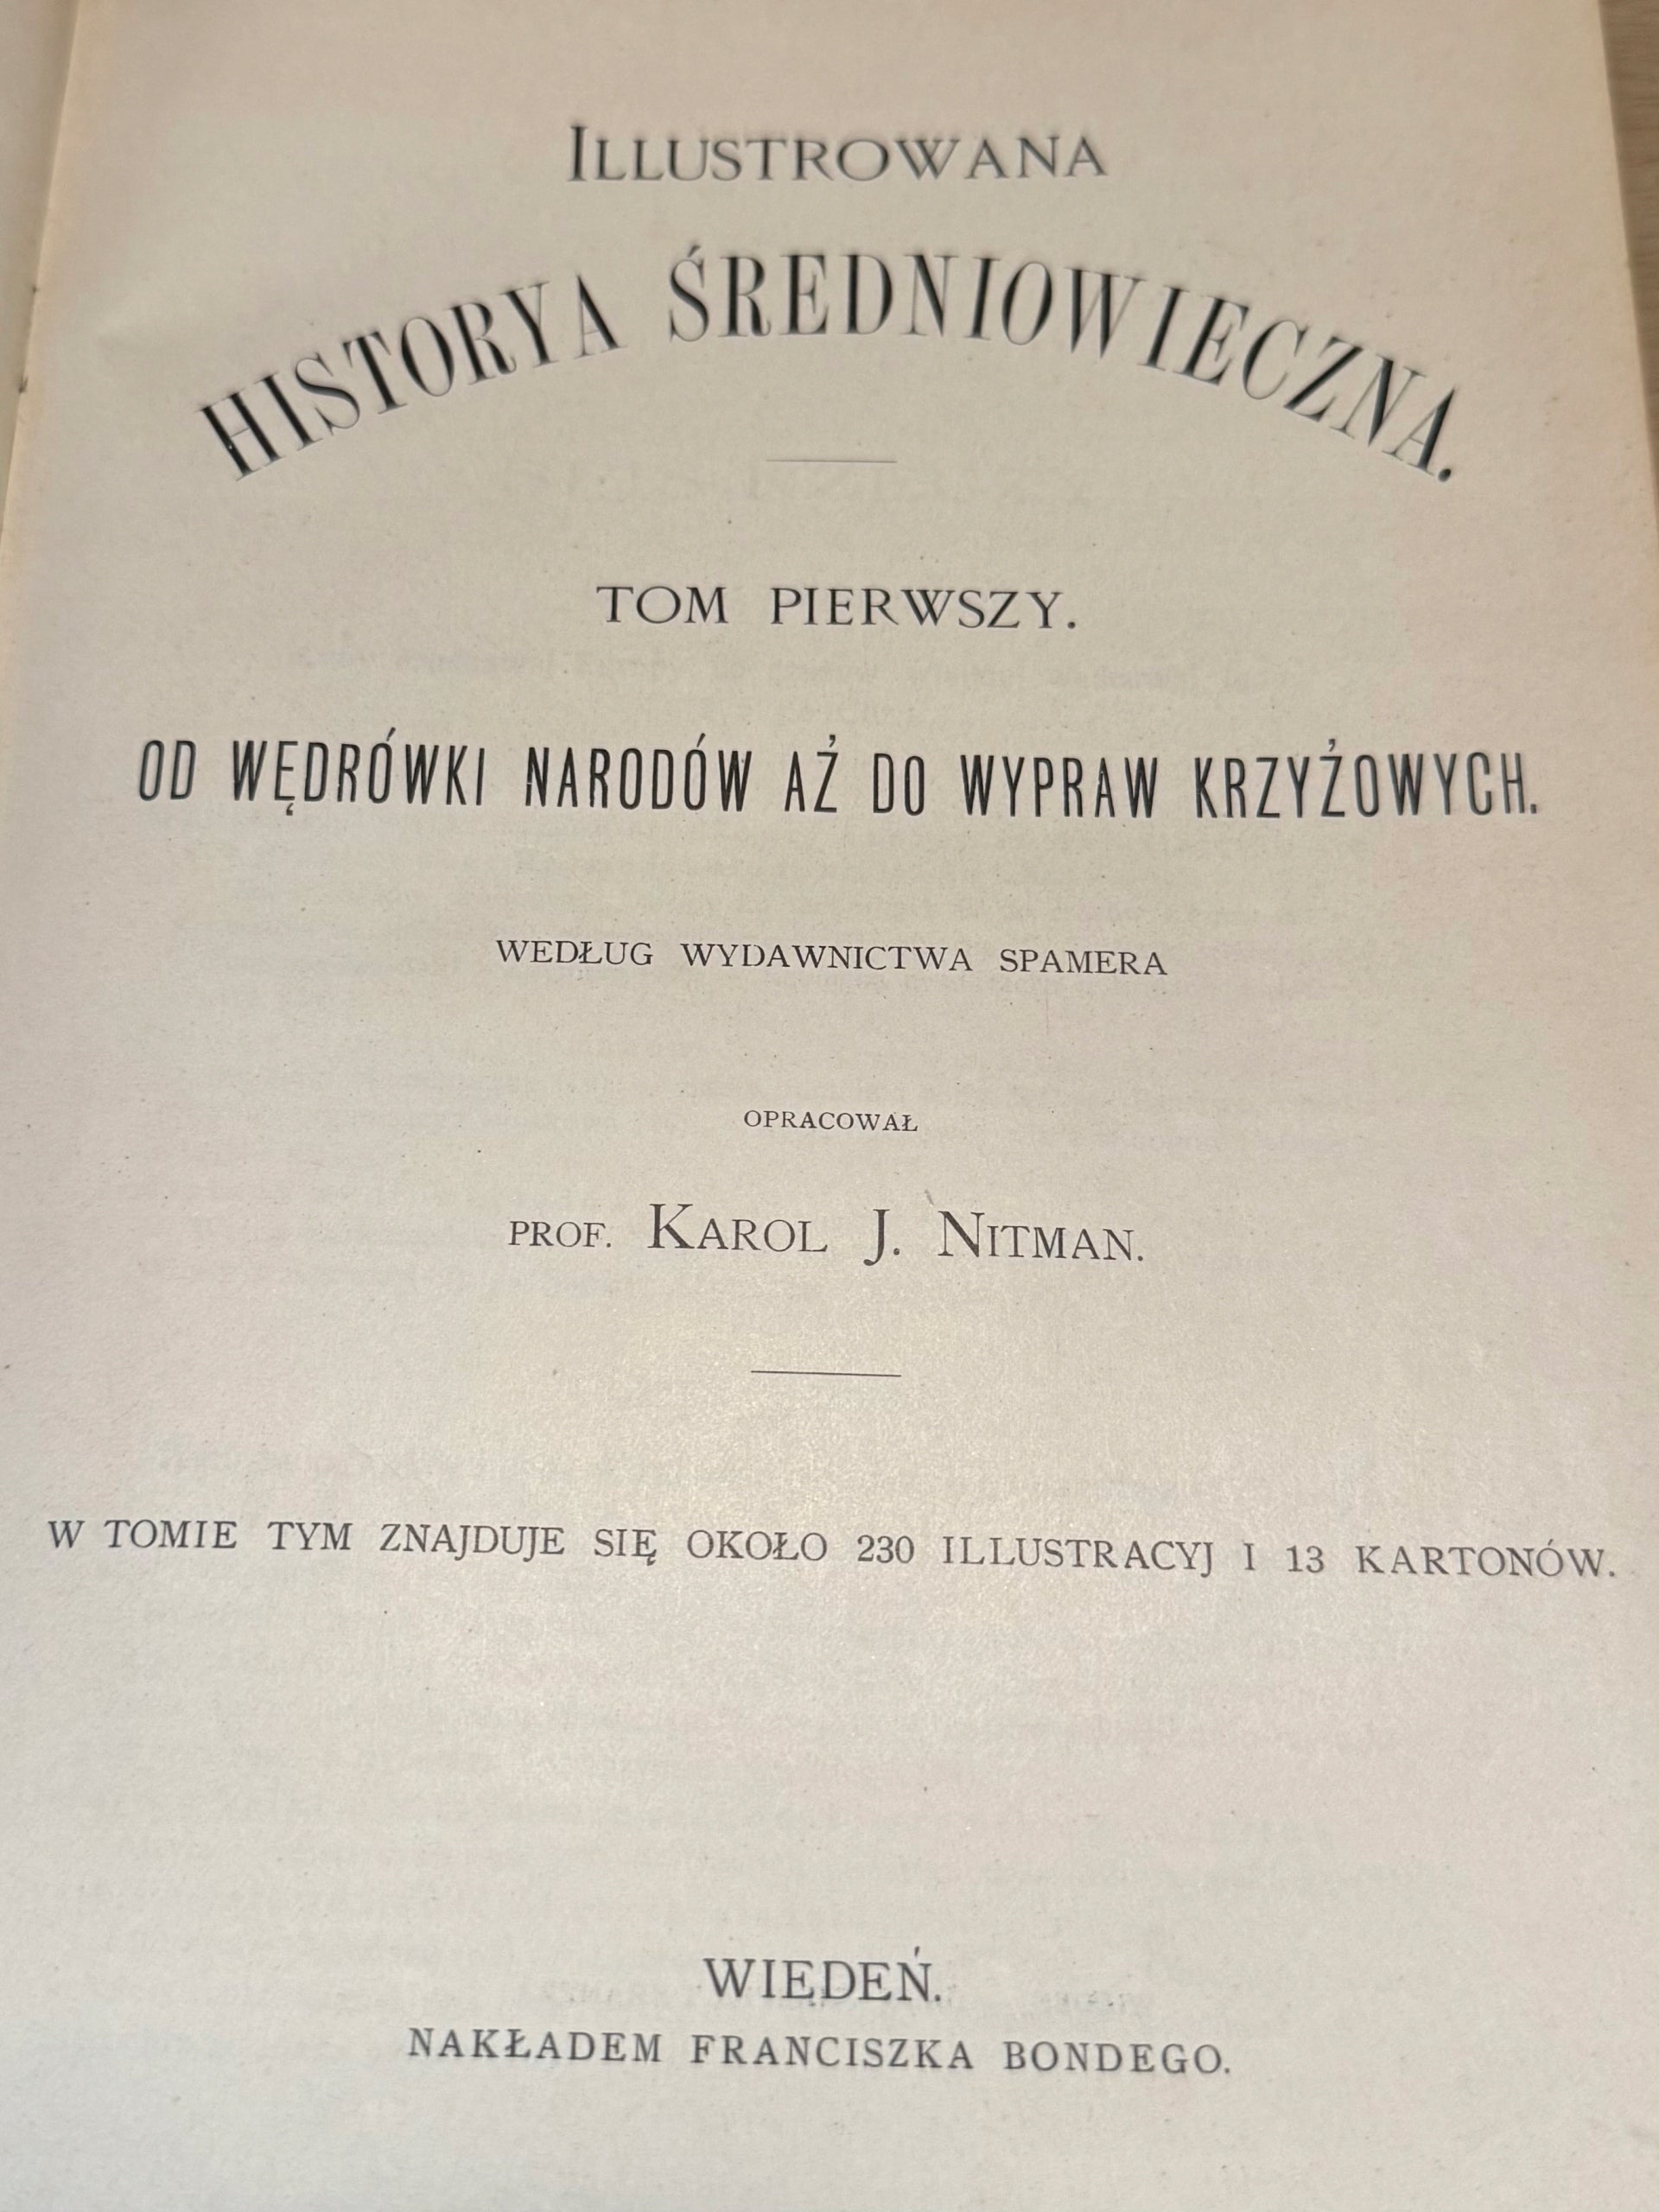 ILLUSTROWANA
HISTORYA ŚREDNIOWIECZNA.
TOM PIERWSZY.
OD WĘDRÓWKI NARODÓW AŻ DO WYPRAW KRZYŻOWYCH.
WEDŁUG WYDAWNICTWA SPAMERA
OPRACOWAŁ
PROF. KAROL J. NITMAN.
W TOMIE TYM ZNAJDUJE SIĘ OKOŁO 230 ILLUSTRACYJ I 13 KARTONÓW.
WIEDEŃ.
NAKŁADEM FRANCISZKA BONDEGO.